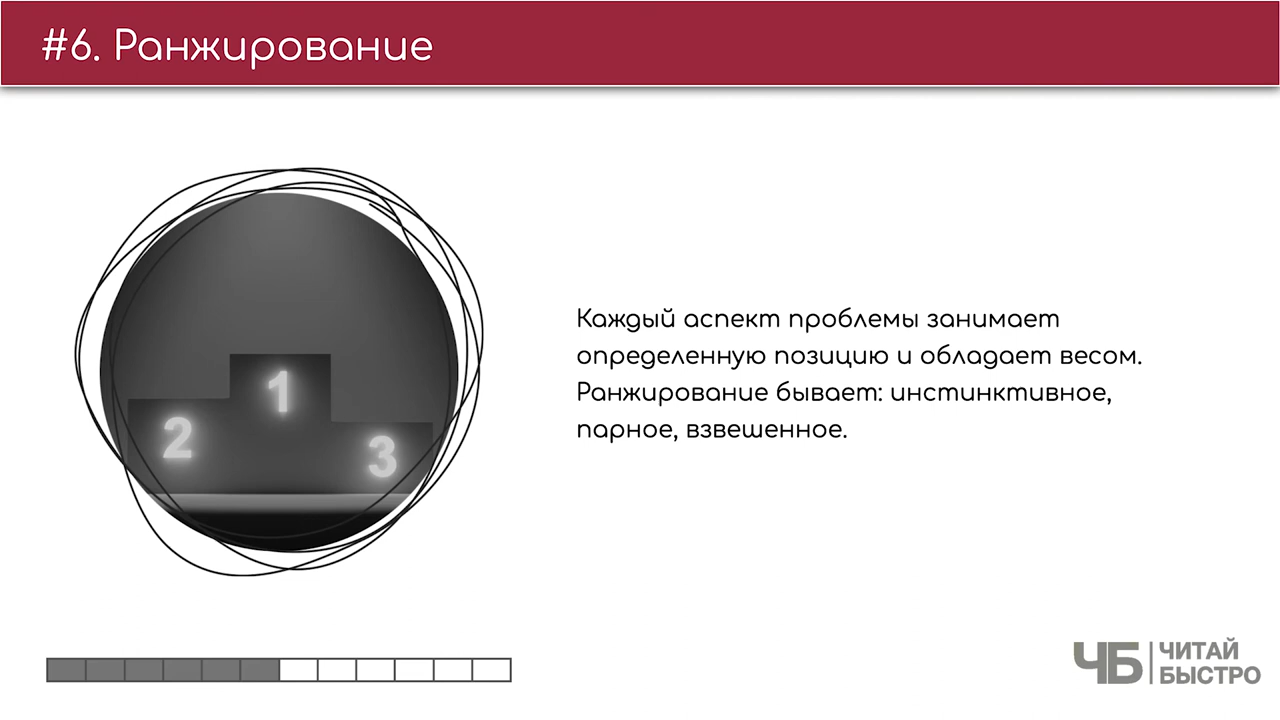 #6. Ранжирование
1
2
3
Каждый аспект проблемы занимает
определенную позицию и обладает весом.
Ранжирование бывает: инстинктивное,
парное, взвешенное.
ЧБ
ЧИТАЙ
БЫСТРО